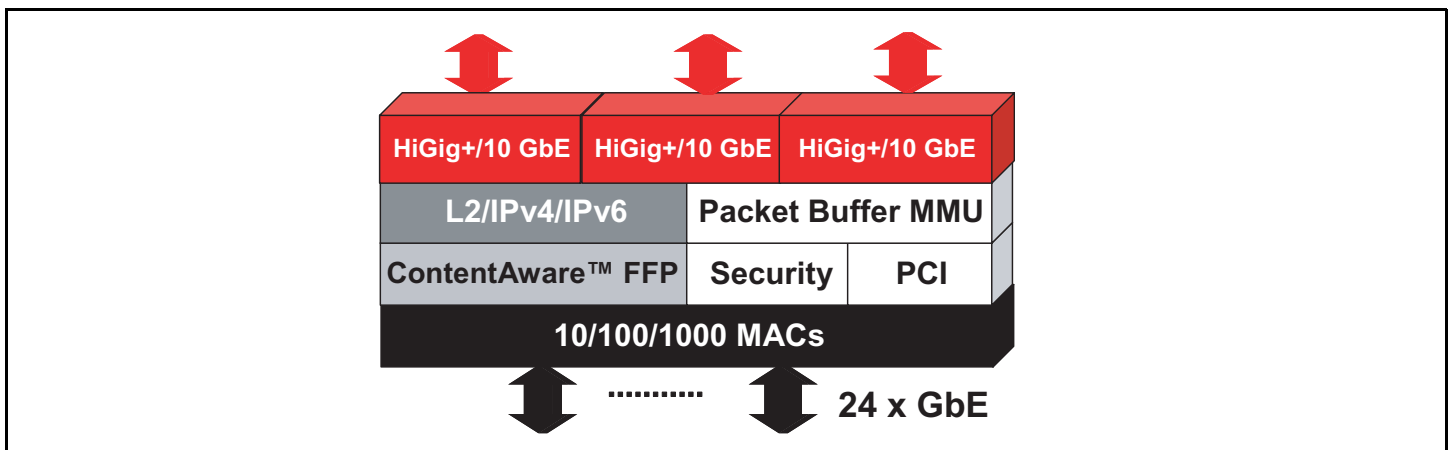 HiGig+/10 GbE HiGig+/10 GbE HiGig+/10 GbE
L2/IPv4/IPv6 Packet Buffer MMU
ContentAware™ FFP Security PCI
10/100/1000 MACs
24 x GbE